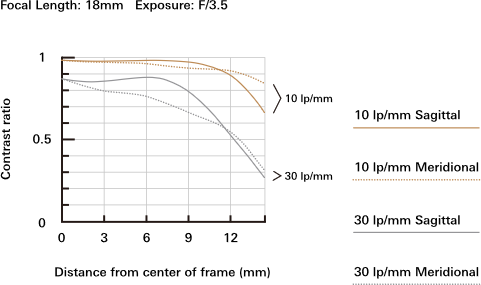 Focal Length: 18mm Exposure: F/3.5
Contrast ratio
1
0.5
0
0 3 6 9 12
Distance from center of frame (mm)
10 lp/mm
30 lp/mm
10 lp/mm Sagittal
10 lp/mm Meridional
30 lp/mm Sagittal
30 lp/mm Meridional